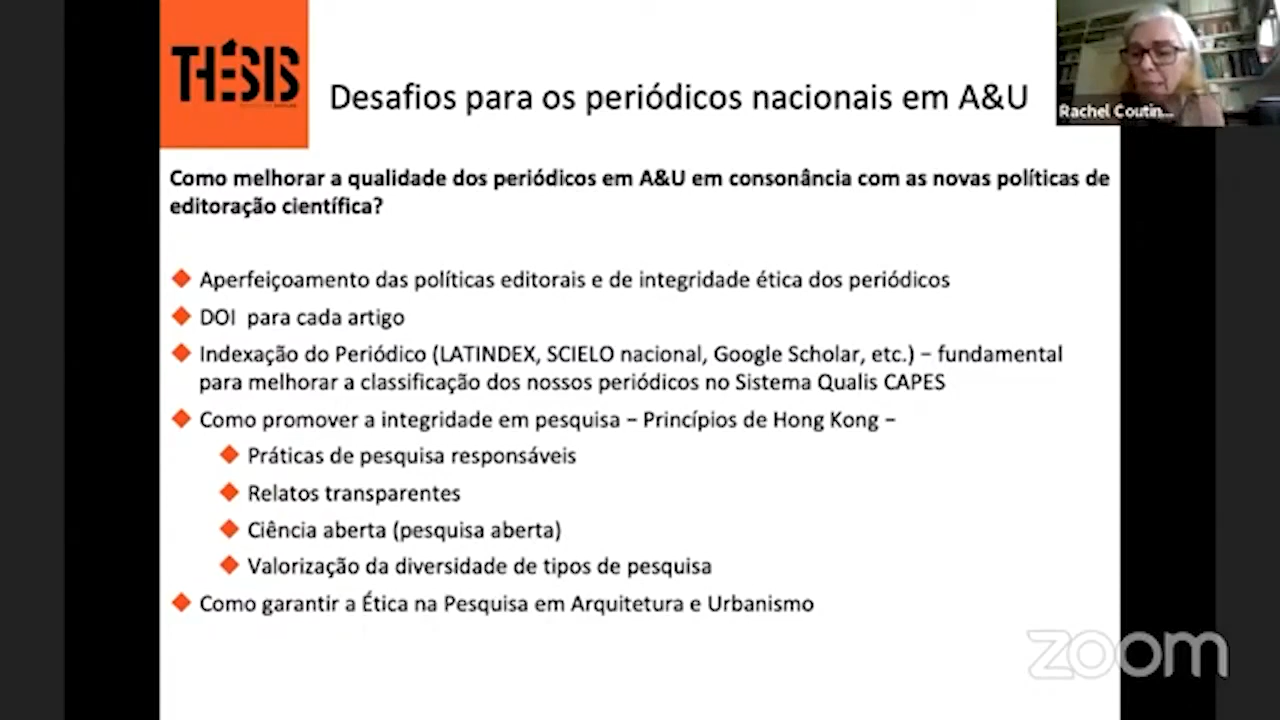 THÉSIS
Desafios para os periódicos nacionais em A&U
Rachel Coutin...
Como melhorar a qualidade dos periódicos em A&U em consonância com as novas políticas de
editoração científica?
Aperfeiçoamento das políticas editorais e de integridade ética dos periódicos
DOI para cada artigo
Indexação do Periódico (LATINDEX, SCIELO nacional, Google Scholar, etc.) – fundamental
para melhorar a classificação dos nossos periódicos no Sistema Qualis CAPES
Como promover a integridade em pesquisa – Princípios de Hong Kong –
Práticas de pesquisa responsáveis
Relatos transparentes
Ciência aberta (pesquisa aberta)
Valorização da diversidade de tipos de pesquisa
Como garantir a Ética na Pesquisa em Arquitetura e Urbanismo
zoom